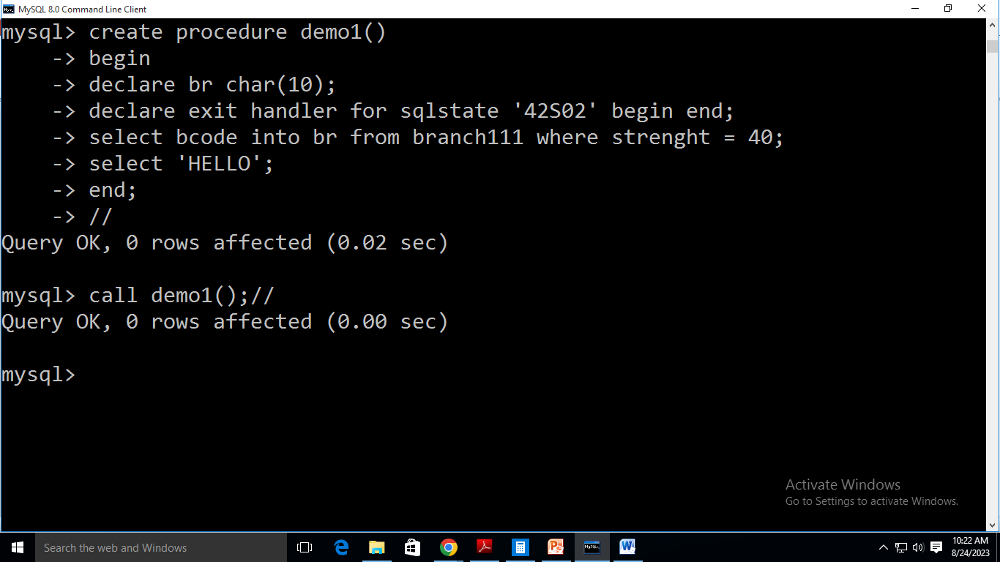 MySQL 8.0 Command Line Client
mysql> create procedure demo1()
    -> begin
    -> declare br char(10);
    -> declare exit handler for sqlstate '42S02' begin end;
    -> select bcode into br from branch111 where strenght = 40;
    -> select 'HELLO';
    -> end;
    -> //
Query OK, 0 rows affected (0.02 sec)
mysql> call demo1();//
Query OK, 0 rows affected (0.00 sec)
mysql>
Activate Windows
Go to Settings to activate Windows.
Search the web and Windows
10:22 AM
8/24/2023